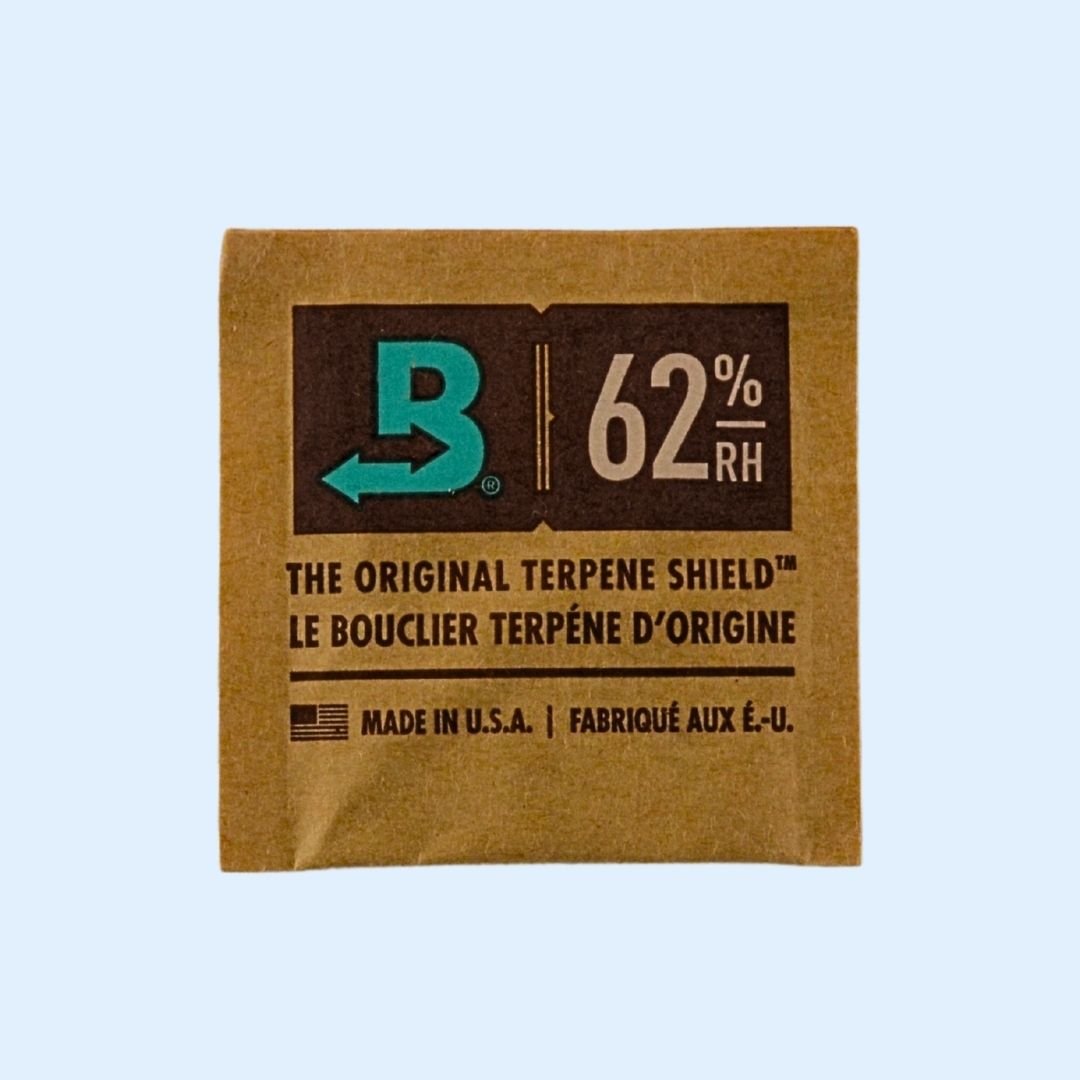 B®
62%
RH
THE ORIGINAL TERPENE SHIELD™
LE BOUCLIER TERPÉNE D'ORIGINE
MADE IN U.S.A. | FABRIQUÉ AUX É.-U.